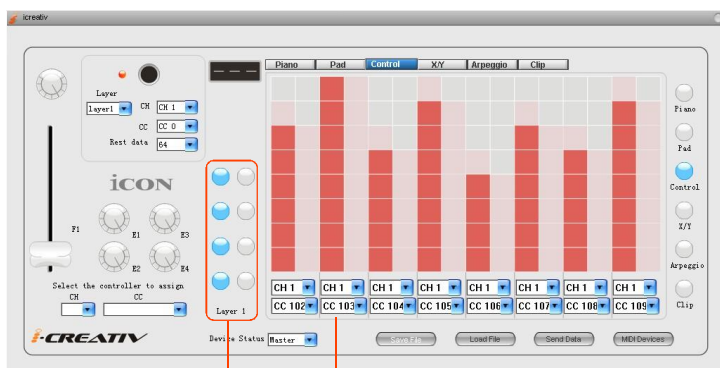 icreativ
Piano Pad Control X/Y Arpeggio Clip
Layer
layer1 CH CH 1
CC CC 0
Rest data 64
iCON
F1 E1 E3
E2 E4
Select the controller to assign
CH CC
Layer 1
CH 1 CH 1 CH 1 CH 1 CH 1 CH 1 CH 1 CH 1
CC 102 CC 103 CC 104 CC 105 CC 106 CC 107 CC 108 CC 109
Piano
Pad
Control
X/Y
Arpeggio
Clip
i-CREATIV
Device Status Master
Save File Load File Send Data MIDI Devices